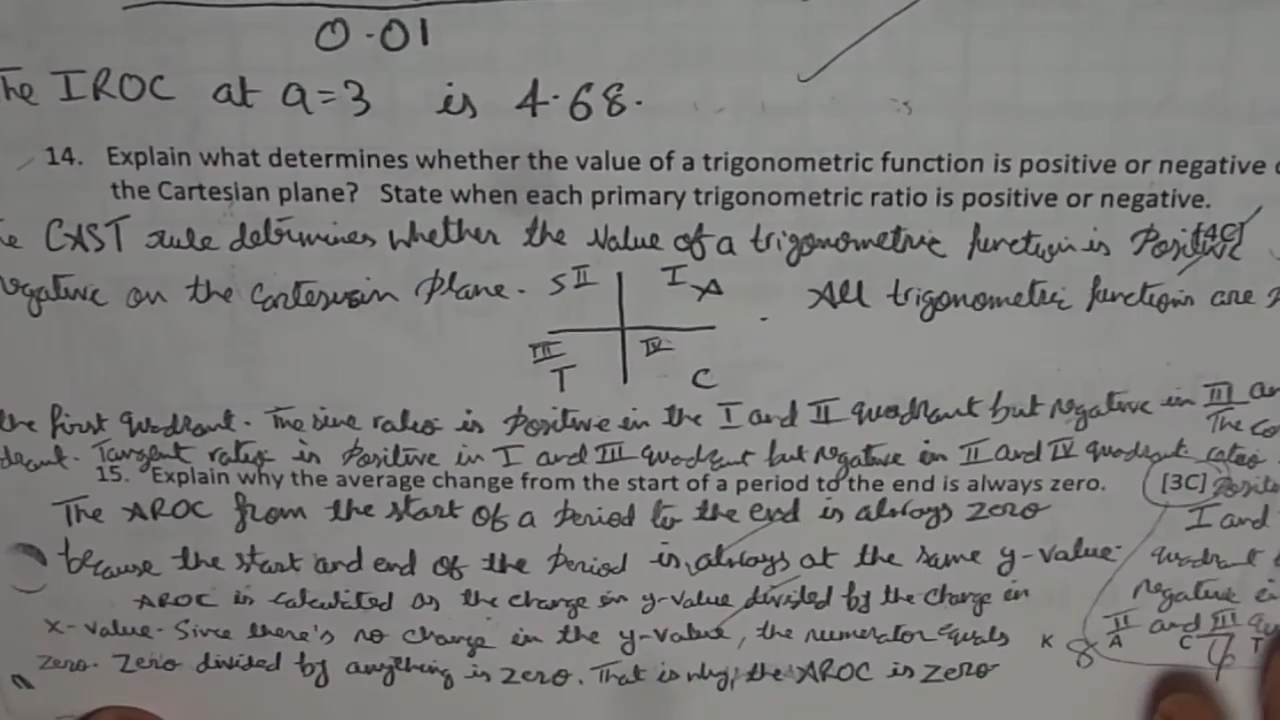 0.01
The IROC at a=3 is 4.68.
14. Explain what determines whether the value of a trigonometric function is positive or negative
the Cartesian plane? State when each primary trigonometric ratio is positive or negative.
CAST rule determines whether the value of a trigonometric function is Positive
[4C]
negative on the Cartesian plane.
S II I A
All trigonometric functions are
III IV
T C
the first quadrant. The sine ratio is Positive in the I and II quadrant but negative in III
The
Tangent ratio is Positive in I and III quadrant but negative in II and IV quadrant. ratio
15. Explain why the average change from the start of a period to the end is always zero.
[3C]
The AROC from the start of a Period to the end is always zero
I and
because the start and end of the Period is always at the same y-value.
quadrant
AROC is calculated as the change in y-value divided by the change in
negative
x-value. Since there's no change in the y-value, the numerator equals
II and III
K A C T
8
zero. Zero divided by anything is zero. That is why, the AROC is zero